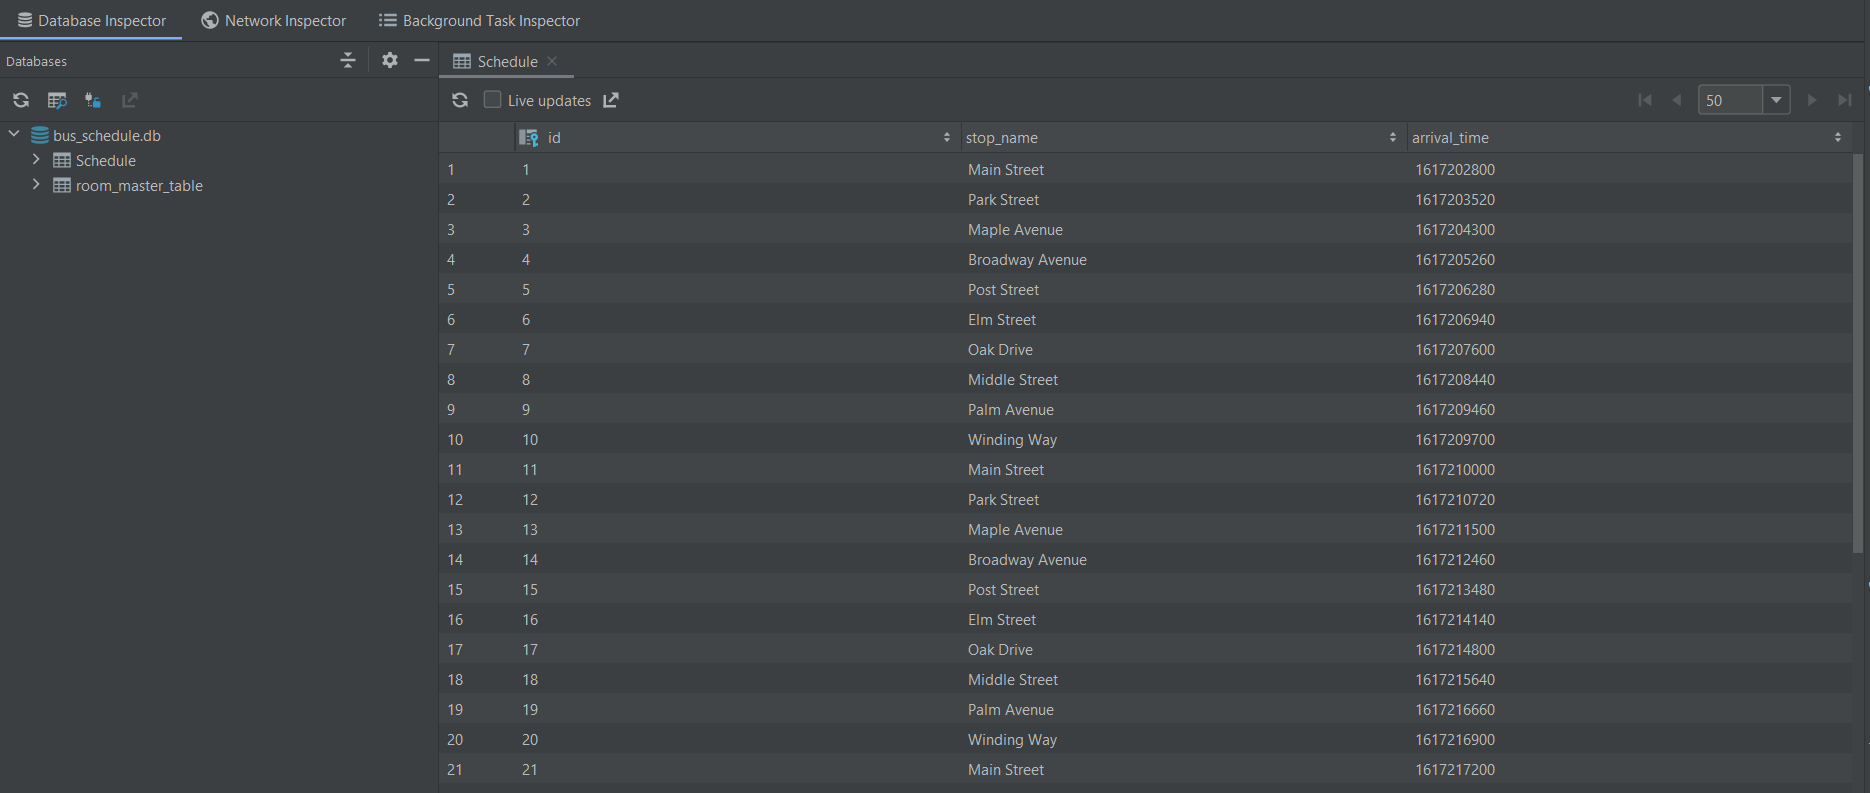 Database Inspector Network Inspector Background Task Inspector
Databases Schedule
Live updates 50
bus_schedule.db
Schedule
room_master_table
id stop_name arrival_time
1 1 Main Street 1617202800
2 2 Park Street 1617203520
3 3 Maple Avenue 1617204300
4 4 Broadway Avenue 1617205260
5 5 Post Street 1617206280
6 6 Elm Street 1617206940
7 7 Oak Drive 1617207600
8 8 Middle Street 1617208440
9 9 Palm Avenue 1617209460
10 10 Winding Way 1617209700
11 11 Main Street 1617210000
12 12 Park Street 1617210720
13 13 Maple Avenue 1617211500
14 14 Broadway Avenue 1617212460
15 15 Post Street 1617213480
16 16 Elm Street 1617214140
17 17 Oak Drive 1617214800
18 18 Middle Street 1617215640
19 19 Palm Avenue 1617216660
20 20 Winding Way 1617216900
21 21 Main Street 1617217200